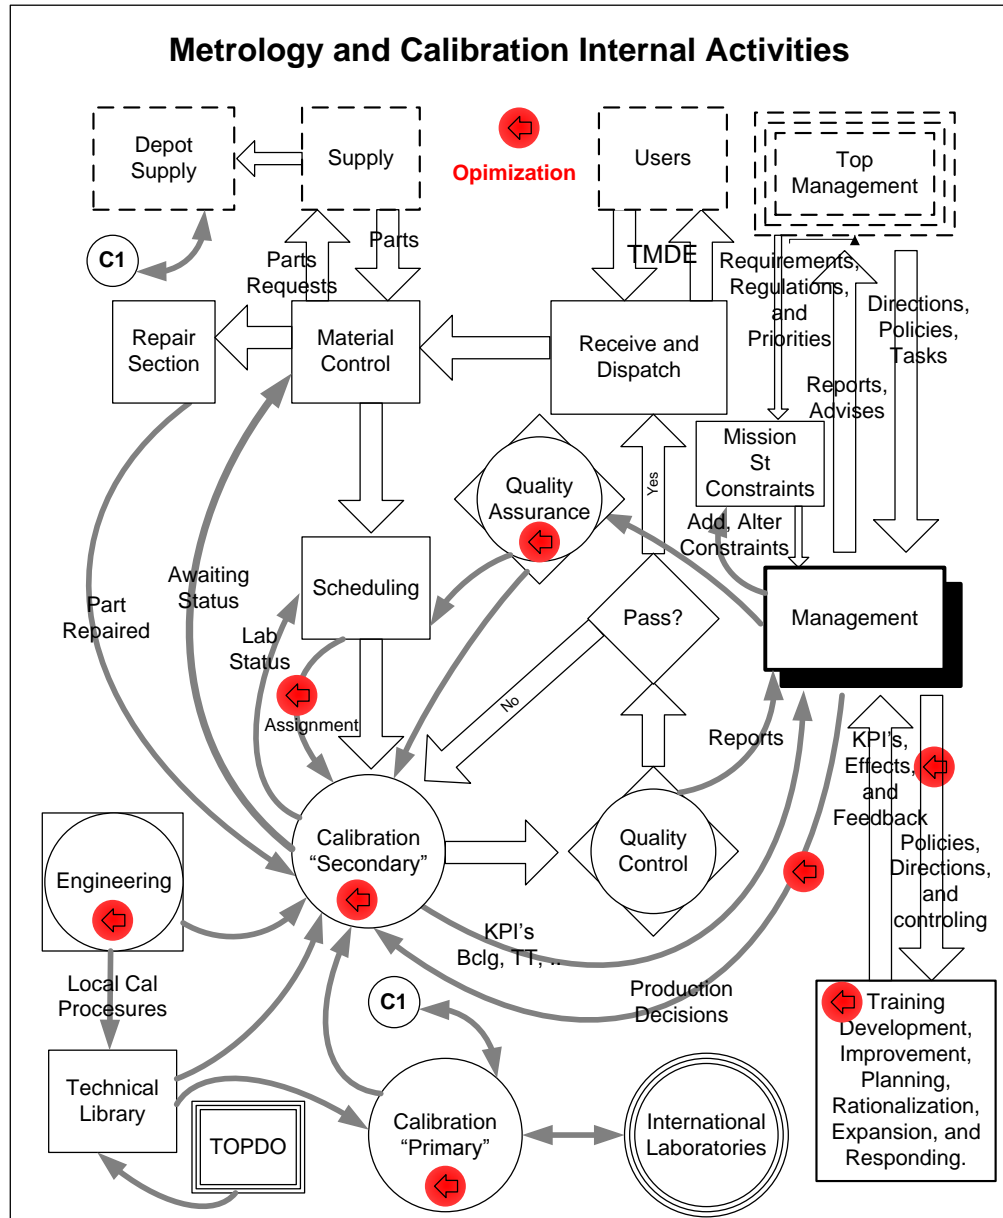 Metrology and Calibration Internal Activities
Depot
Supply
Supply
Opimization
Users
Top
Management
C1
Parts
Requests
Parts
TMDE
Requirements,
Regulations,
and
Priorities
Directions,
Policies,
Tasks
Repair
Section
Material
Control
Receive and
Dispatch
Reports,
Advises
Mission
St
Constraints
Quality
Assurance
Yes
Add, Alter
Constraints
Awaiting
Status
Scheduling
Part
Repaired
Lab
Status
Pass?
Management
Assignment
No
Reports
KPI's,
Effects,
and
Feedback
Calibration
“Secondary”
Quality
Control
Engineering
Policies,
Directions,
and
controling
KPI's
Bclg, TT, ..
Local Cal
Procesures
C1
Production
Decisions
Training
Development,
Improvement,
Planning,
Rationalization,
Expansion, and
Responding.
Technical
Library
TOPDO
Calibration
“Primary”
International
Laboratories